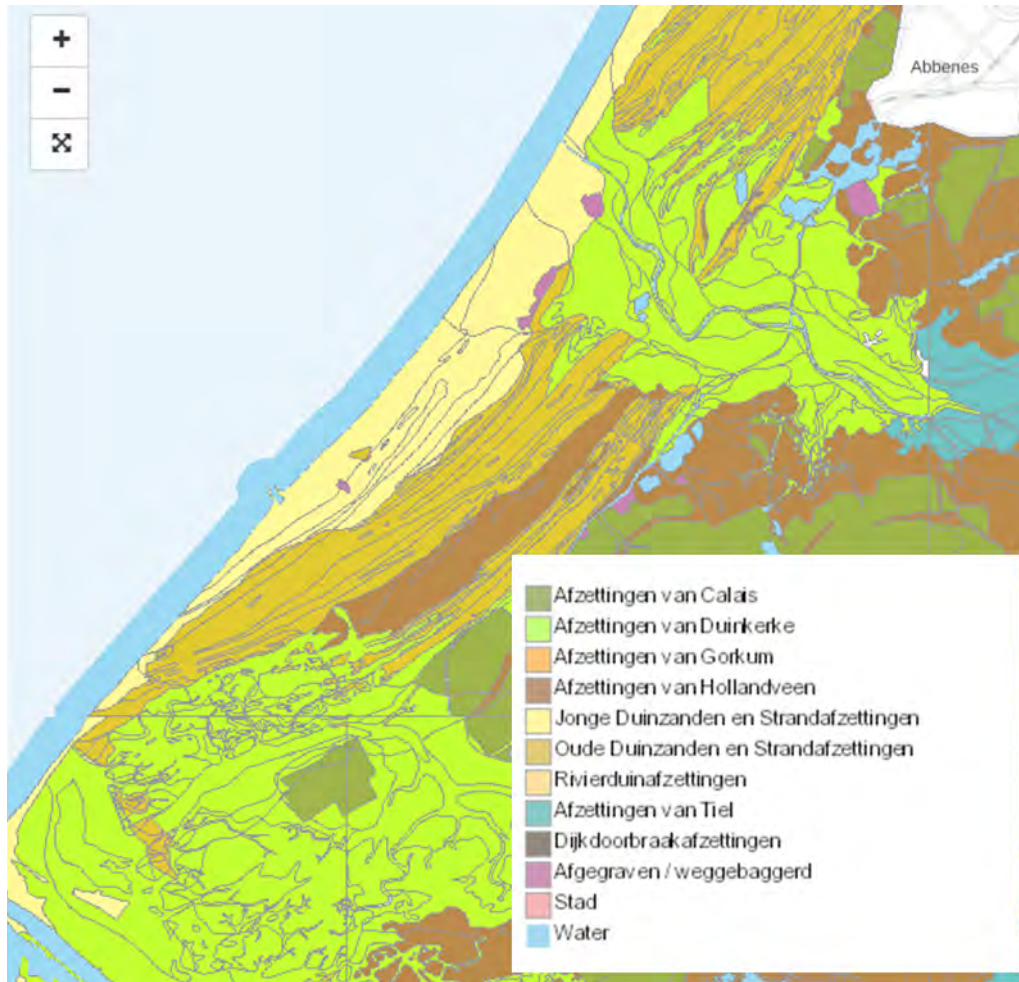 +
−
Abbenes
Afzettingen van Calais
Afzettingen van Duinkerke
Afzettingen van Gorkum
Afzettingen van Hollandveen
Jonge Duinzanden en Strandafzettingen
Oude Duinzanden en Strandafzettingen
Rivierduinafzettingen
Afzettingen van Tiel
Dijkdoorbraakafzettingen
Afgegraven / weggebaggerd
Stad
Water